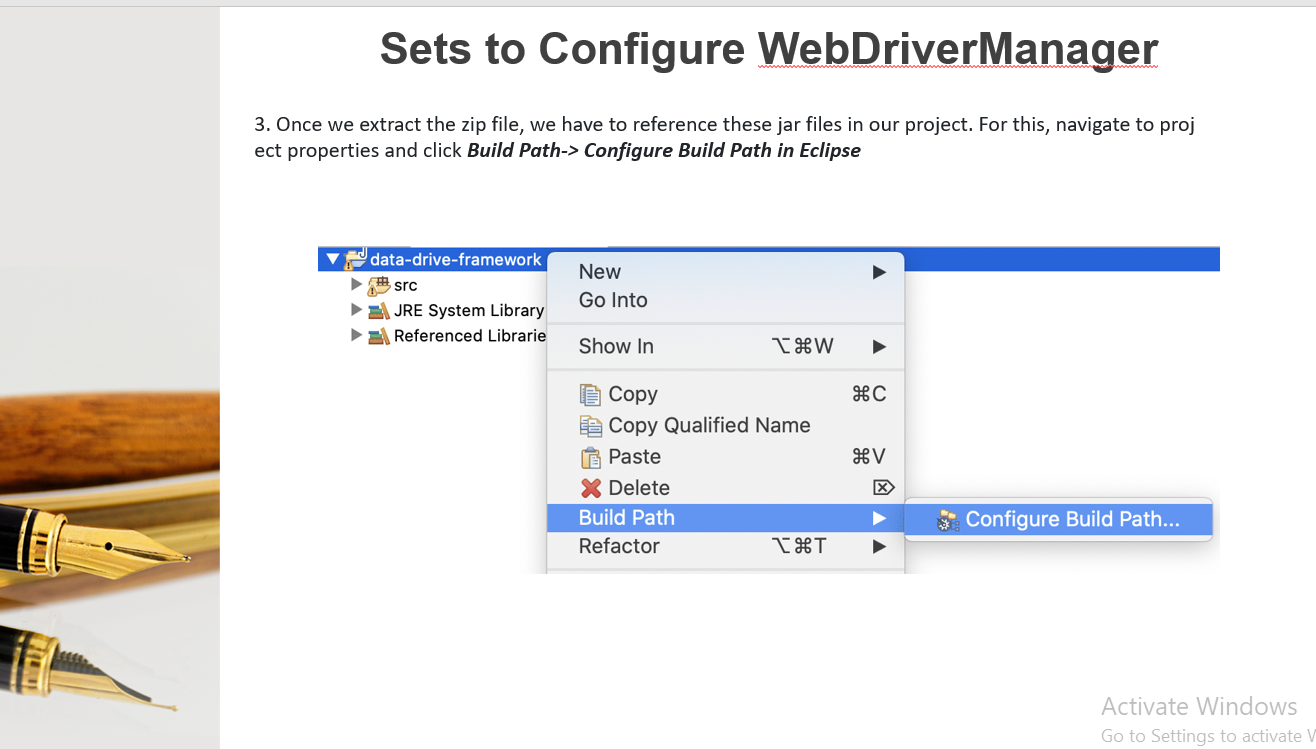 Sets to Configure WebDriverManager
3. Once we extract the zip file, we have to reference these jar files in our project. For this, navigate to proj
ect properties and click Build Path-> Configure Build Path in Eclipse
data-drive-framework
src
JRE System Library
Referenced Librarie
New
Go Into
Show In ⌥⌘W
Copy ⌘C
Copy Qualified Name
Paste ⌘V
Delete ⌦
Build Path
Configure Build Path...
Refactor ⌥⌘T
Activate Windows
Go to Settings to activate W